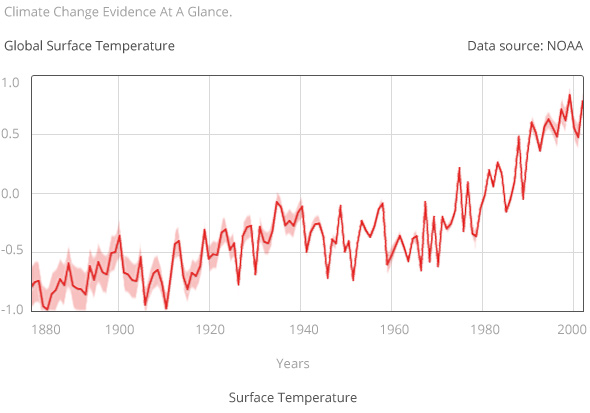 Climate Change Evidence At A Glance.
Global Surface Temperature Data source: NOAA
1.0
0.5
0.0
-0.5
-1.0
1880 1900 1920 1940 1960 1980 2000
Years
Surface Temperature